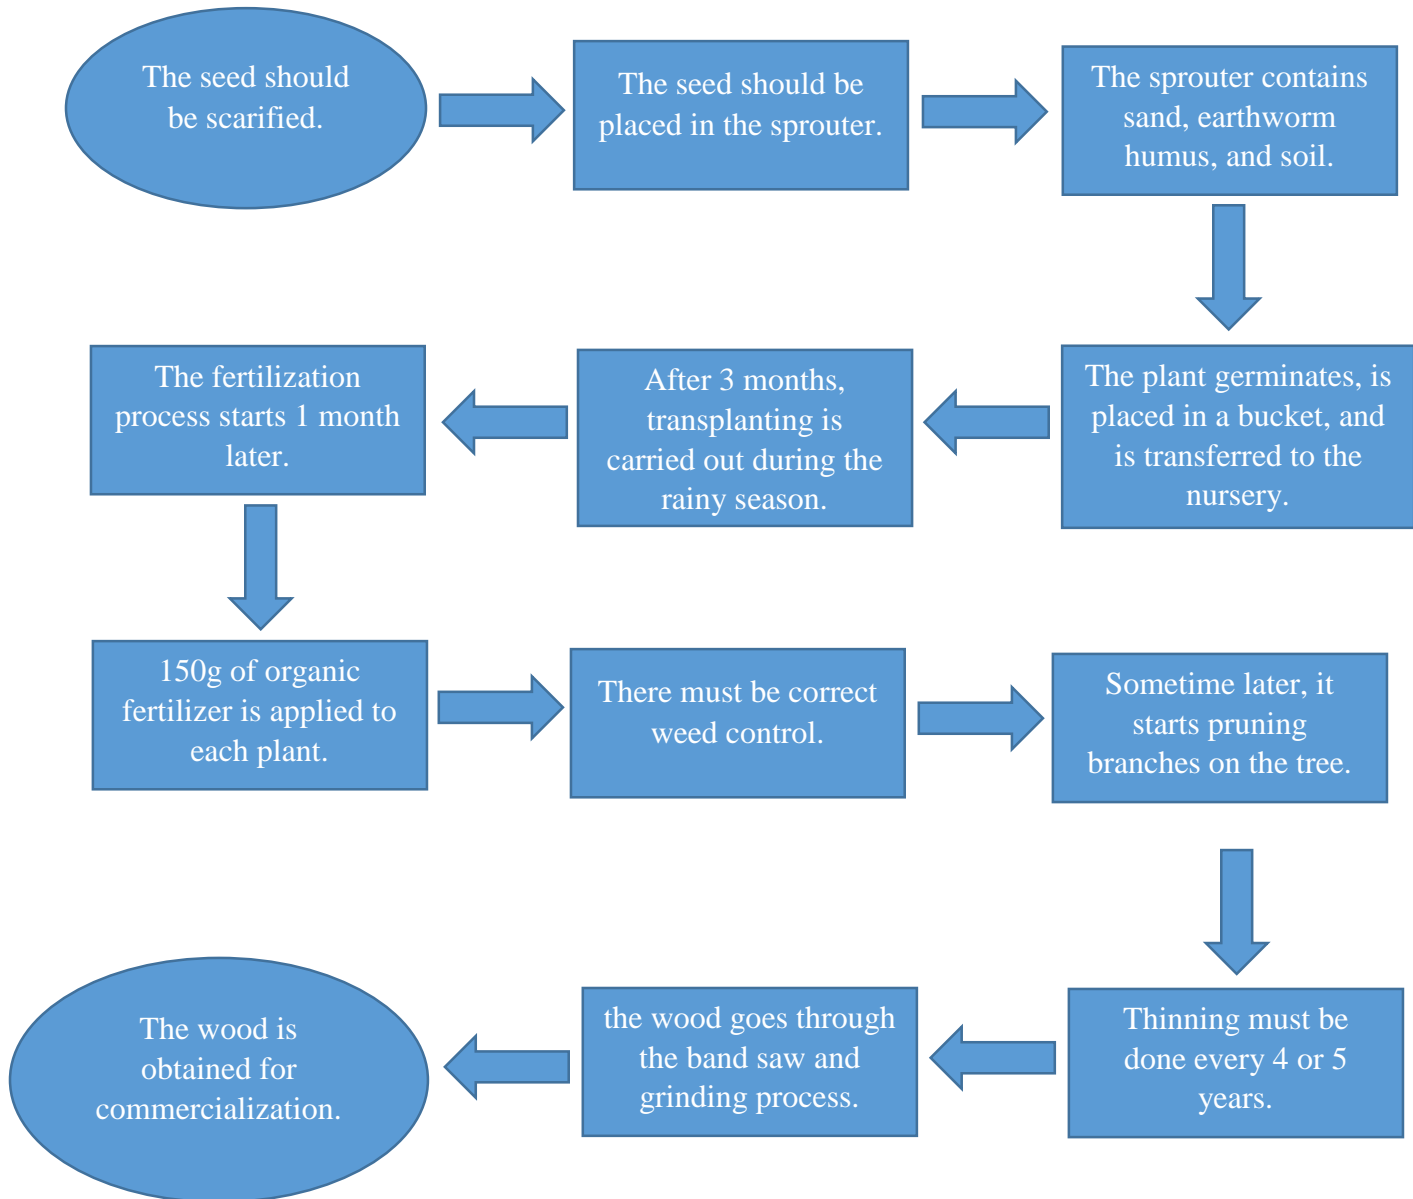 The seed should
be scarified.
The seed should be
placed in the sprouter.
The sprouter contains
sand, earthworm
humus, and soil.
The plant germinates, is
placed in a bucket, and
is transferred to the
nursery.
After 3 months,
transplanting is
carried out during the
rainy season.
The fertilization
process starts 1 month
later.
150g of organic
fertilizer is applied to
each plant.
There must be correct
weed control.
Sometime later, it
starts pruning
branches on the tree.
Thinning must be
done every 4 or 5
years.
the wood goes through
the band saw and
grinding process.
The wood is
obtained for
commercialization.